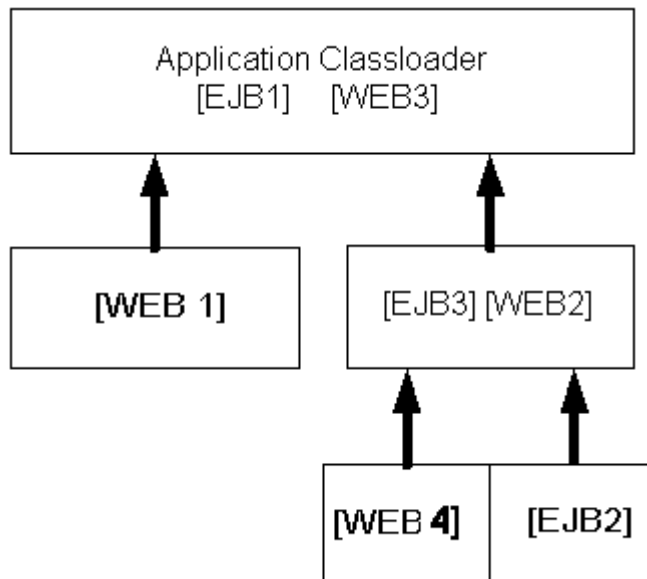 Application Classloader
[EJB1] [WEB3]
[WEB 1]
[EJB3] [WEB2]
[WEB 4]
[EJB2]